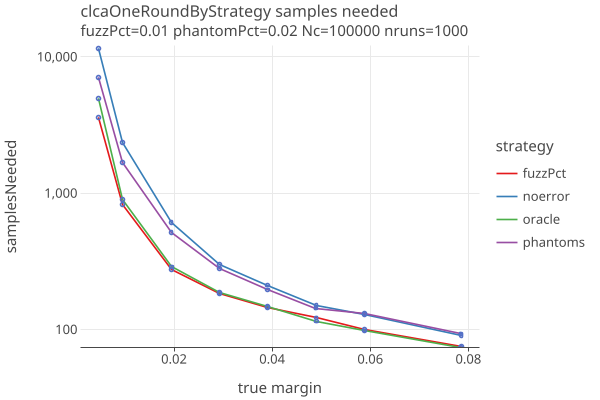 clcaOneRoundByStrategy samples needed
fuzzPct=0.01 phantomPct=0.02 Nc=100000 nruns=1000
samplesNeeded
10,000
1,000
100
0.02
0.04
0.06
0.08
true margin
strategy
fuzzPct
noerror
oracle
phantoms